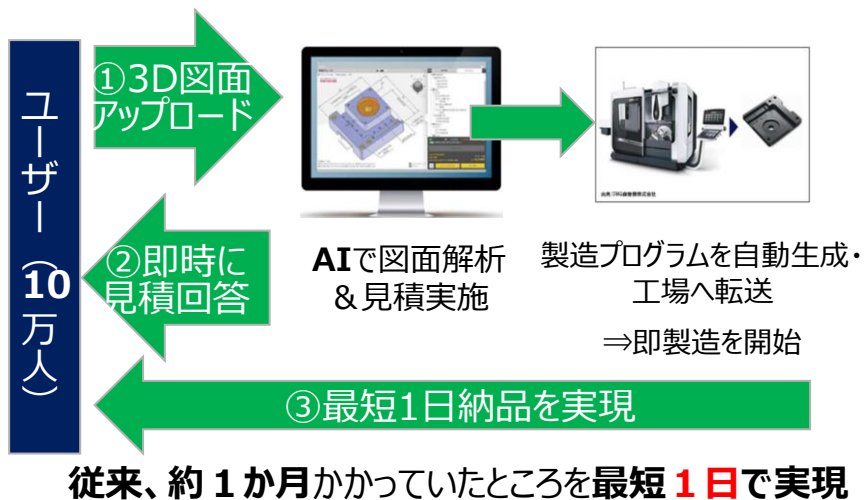 ユーザー（10万人）
①3D図面
アップロード
②即時に
見積回答
AIで図面解析
＆見積実施
製造プログラムを自動生成・
工場へ転送
⇒即製造を開始
③最短1日納品を実現
従来、約１か月かかっていたところを最短１日で実現